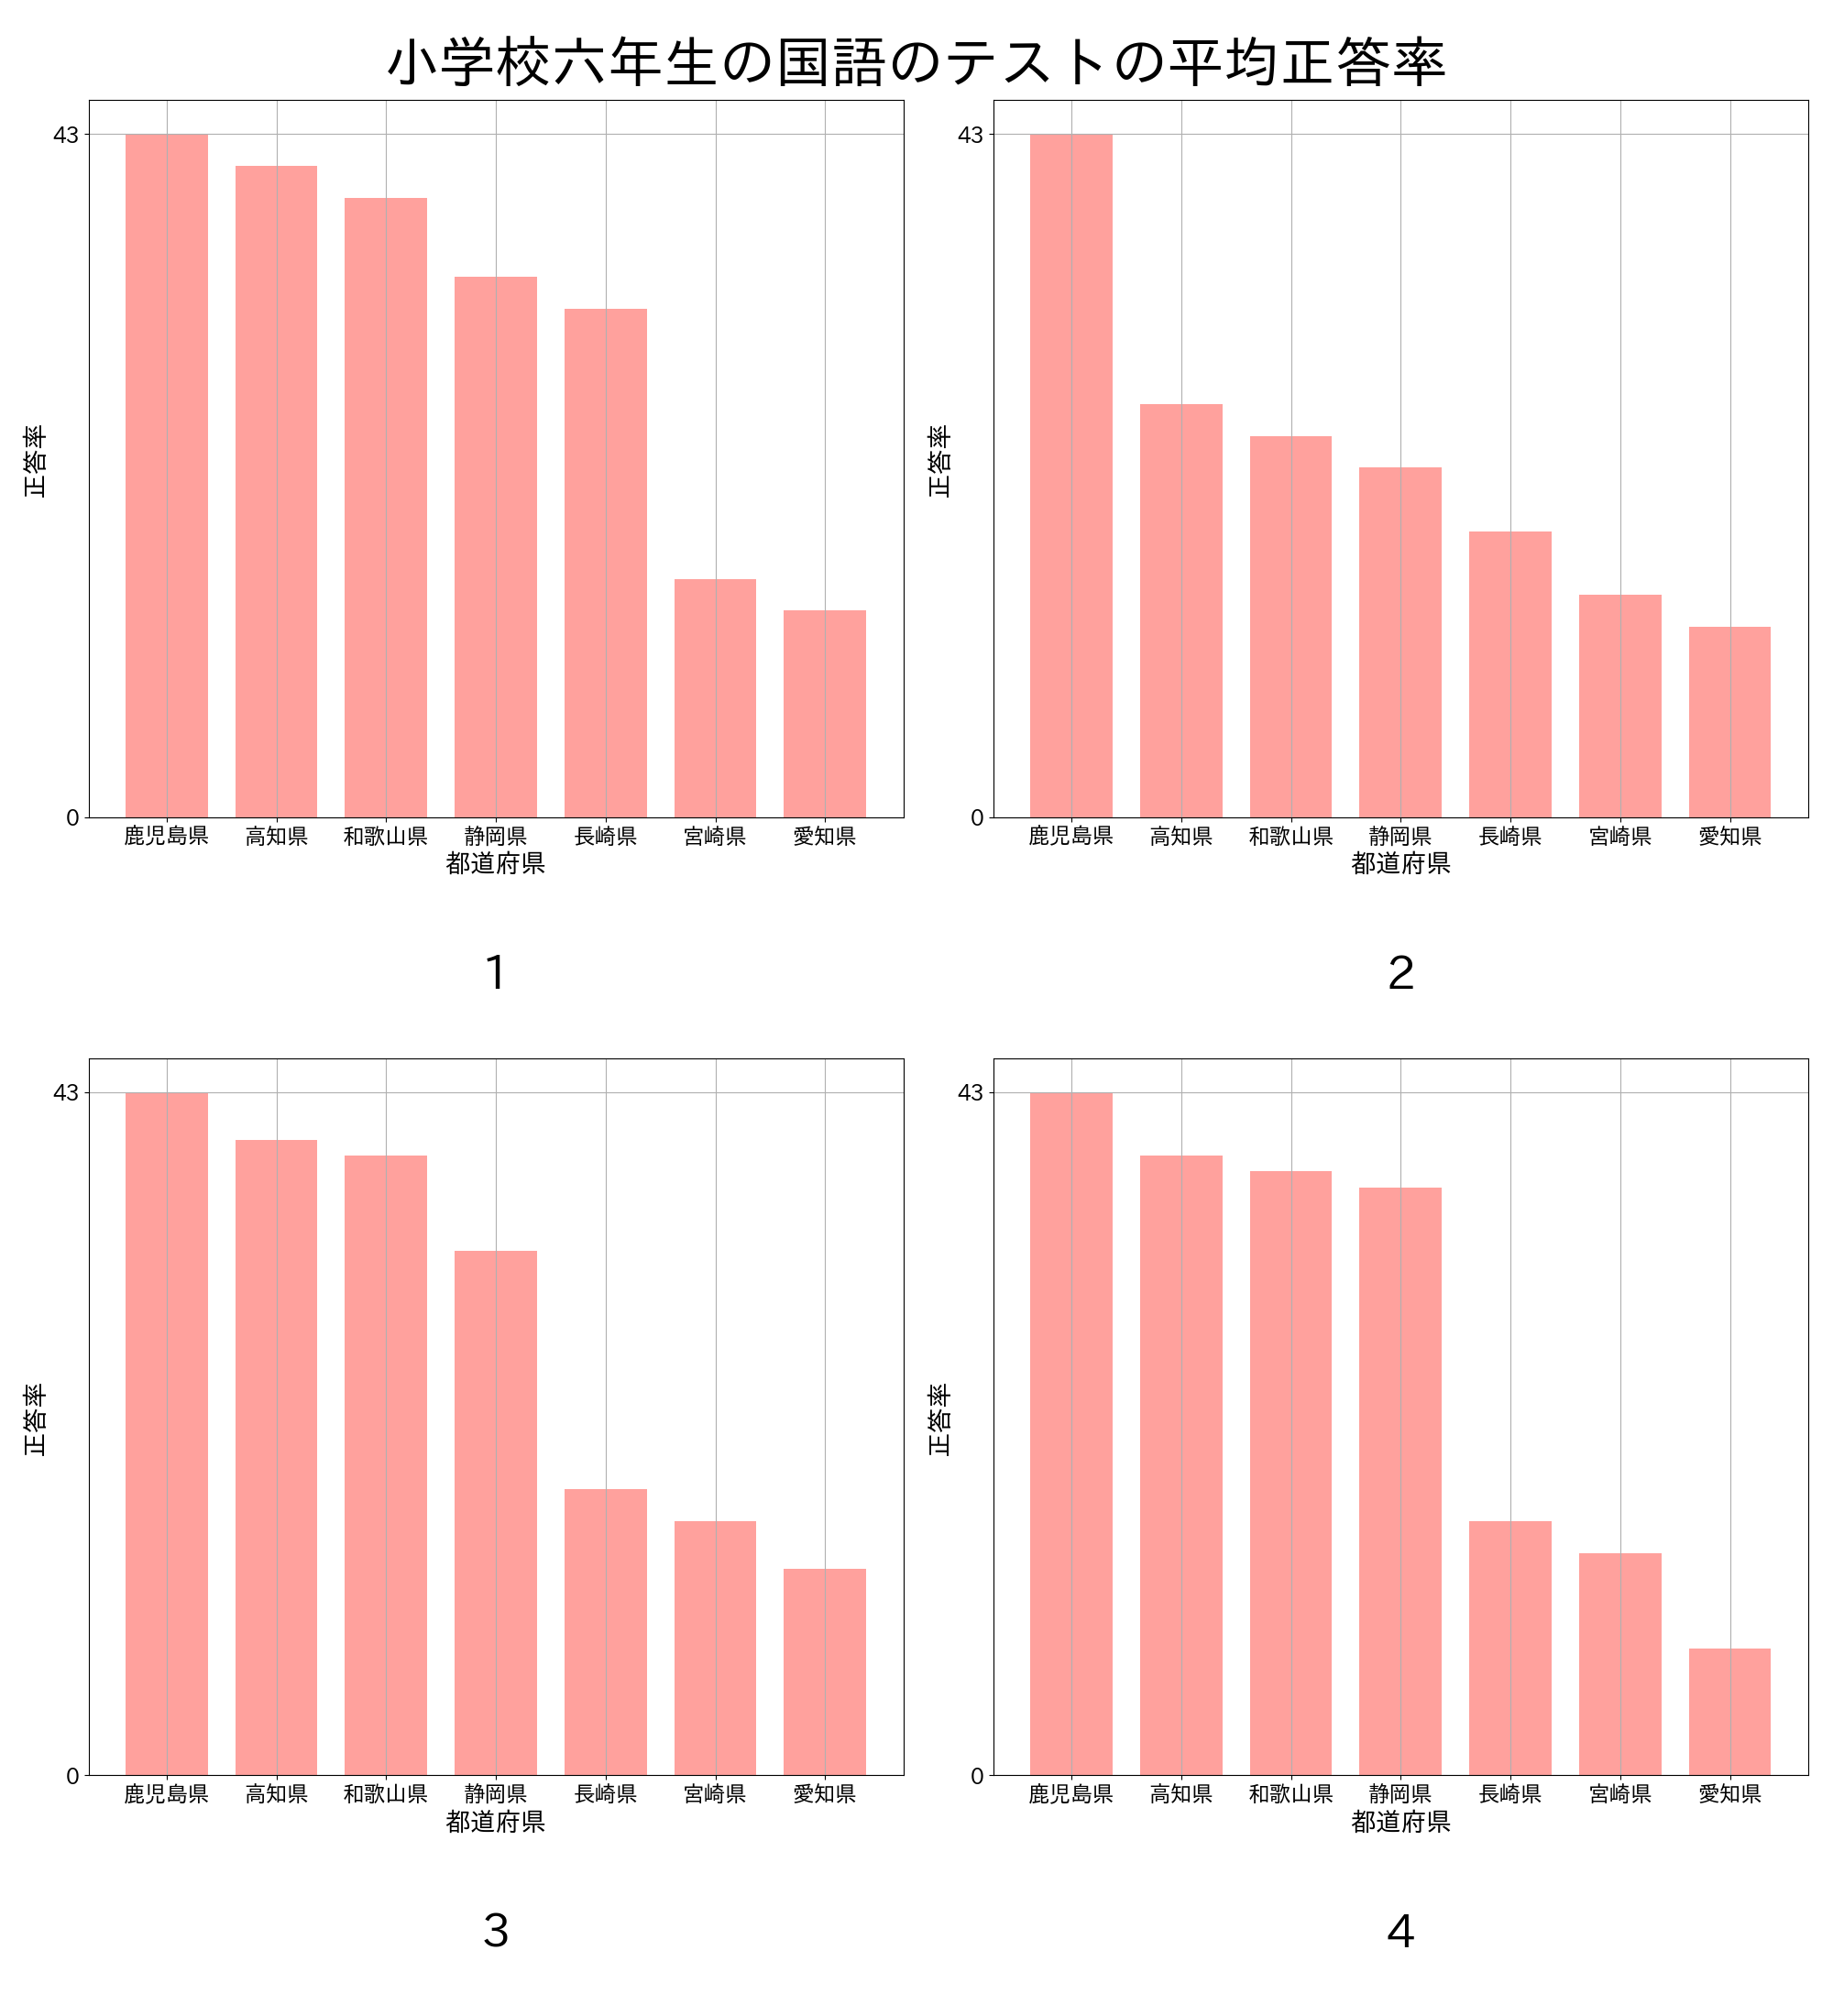 小学校六年生の国語のテストの平均正答率
43
0
正答率
鹿児島県 高知県 和歌山県 静岡県 長崎県 宮崎県 愛知県
都道府県
1
43
0
正答率
鹿児島県 高知県 和歌山県 静岡県 長崎県 宮崎県 愛知県
都道府県
2
43
0
正答率
鹿児島県 高知県 和歌山県 静岡県 長崎県 宮崎県 愛知県
都道府県
3
43
0
正答率
鹿児島県 高知県 和歌山県 静岡県 長崎県 宮崎県 愛知県
都道府県
4